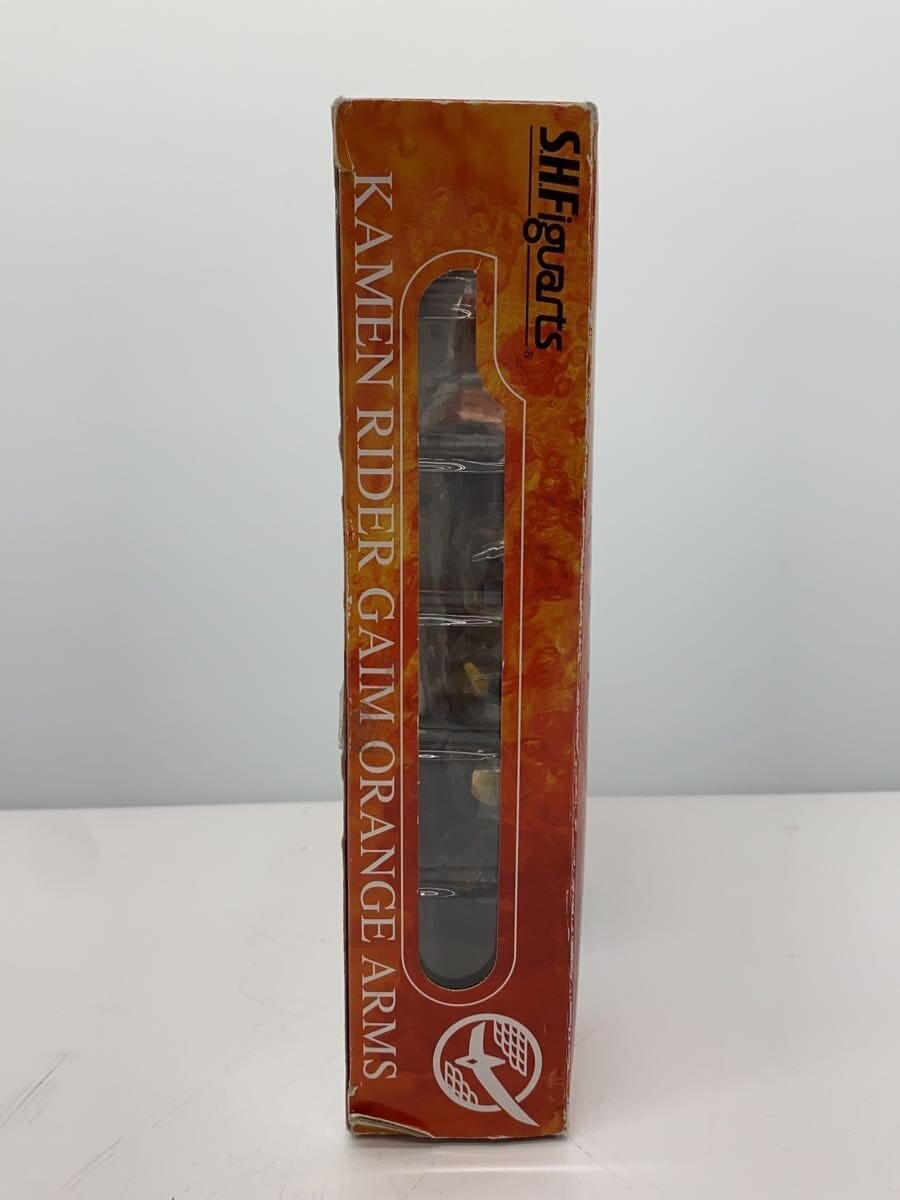 S.H.Figuarts®
KAMEN RIDER GAIM ORANGE ARMS